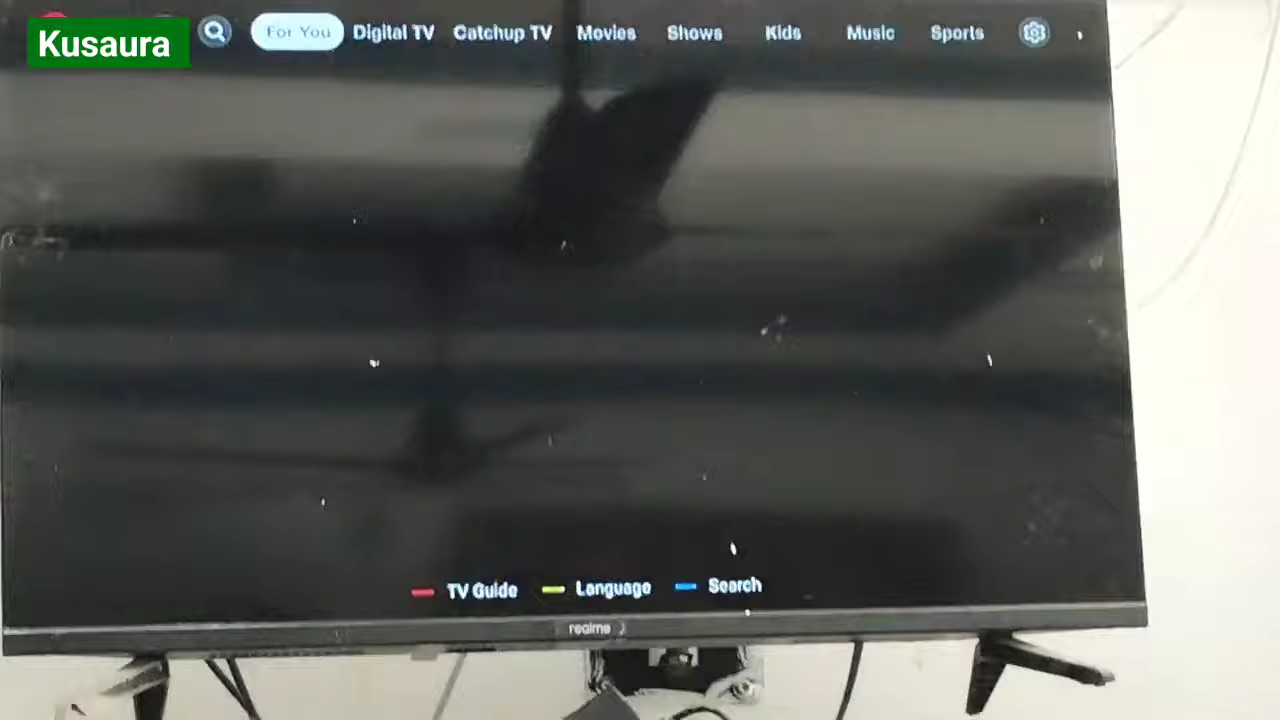 Kusaura
For You Digital TV Catchup TV Movies Shows Kids Music Sports
TV Guide Language Search
realme